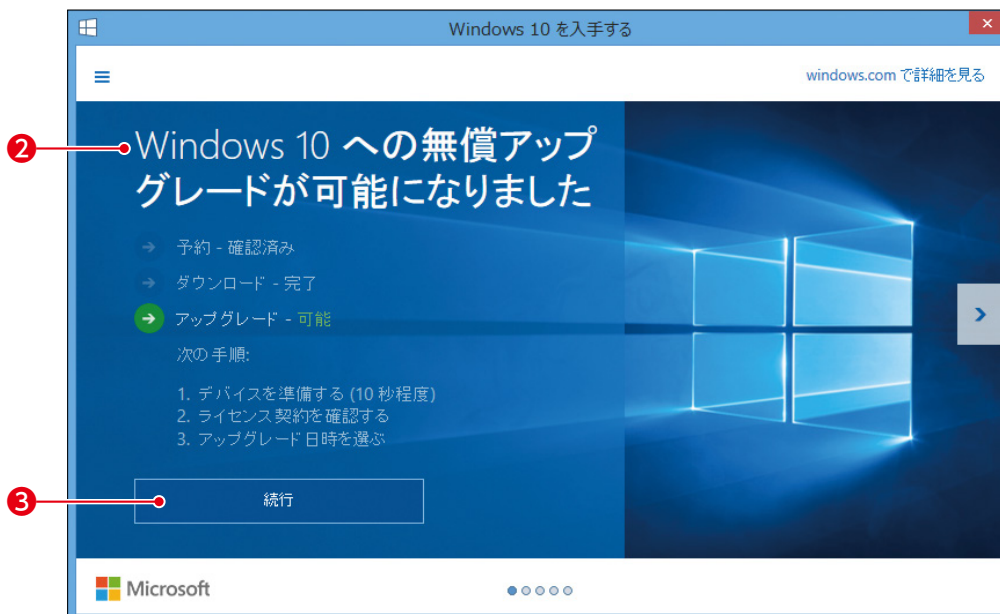 Windows 10 を入手する
×
windows.com で詳細を見る
❷
Windows 10 への無償アップ
グレードが可能になりました
予約 - 確認済み
ダウンロード - 完了
アップグレード - 可能
次の手順:
1. デバイスを準備する (10 秒程度)
2. ライセンス契約を確認する
3. アップグレード日時を選ぶ
❸
続行
Microsoft